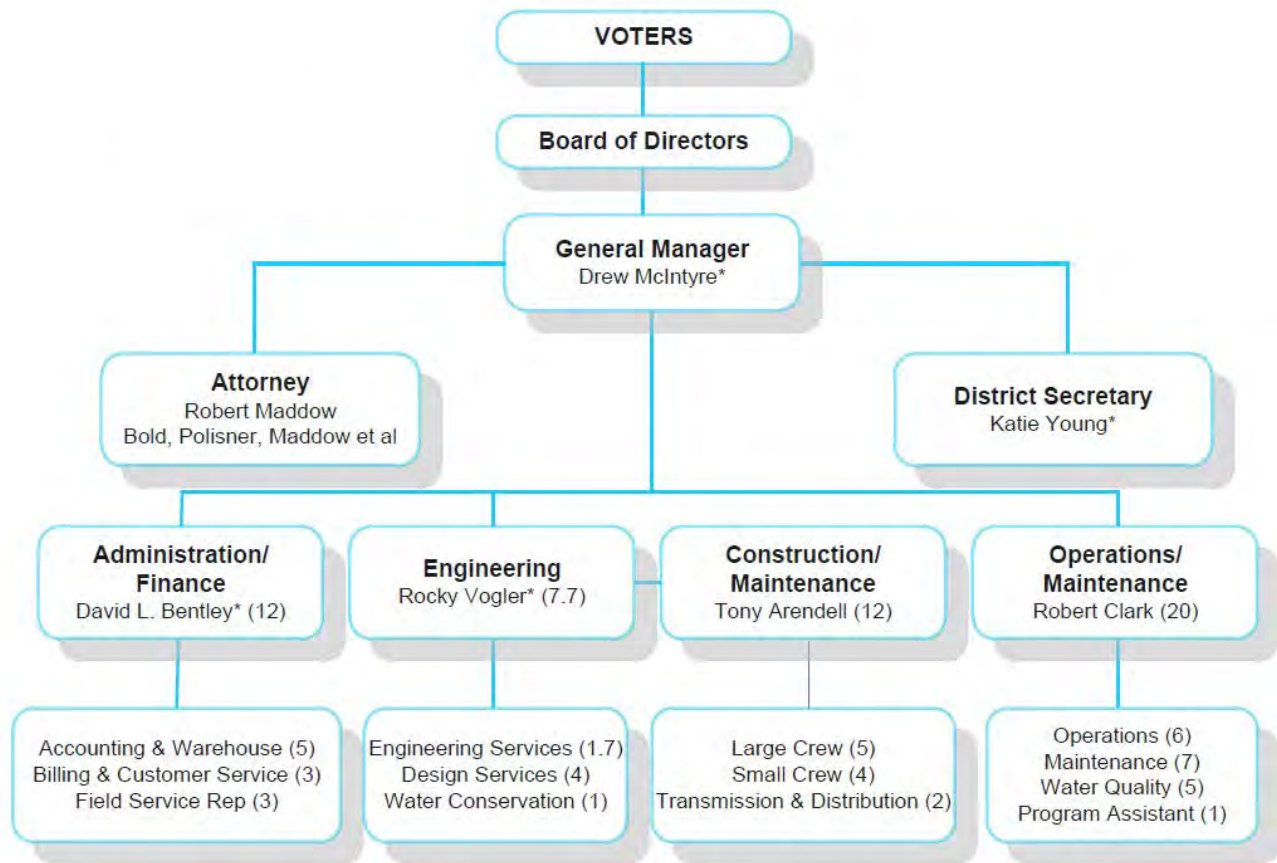 VOTERS
Board of Directors
General Manager
Drew McIntyre*
Attorney
Robert Maddow
Bold, Polisner, Maddow et al
District Secretary
Katie Young*
Administration/
Finance
David L. Bentley* (12)
Engineering
Rocky Vogler* (7.7)
Construction/
Maintenance
Tony Arendell (12)
Operations/
Maintenance
Robert Clark (20)
Accounting & Warehouse (5)
Billing & Customer Service (3)
Field Service Rep (3)
Engineering Services (1.7)
Design Services (4)
Water Conservation (1)
Large Crew (5)
Small Crew (4)
Transmission & Distribution (2)
Operations (6)
Maintenance (7)
Water Quality (5)
Program Assistant (1)